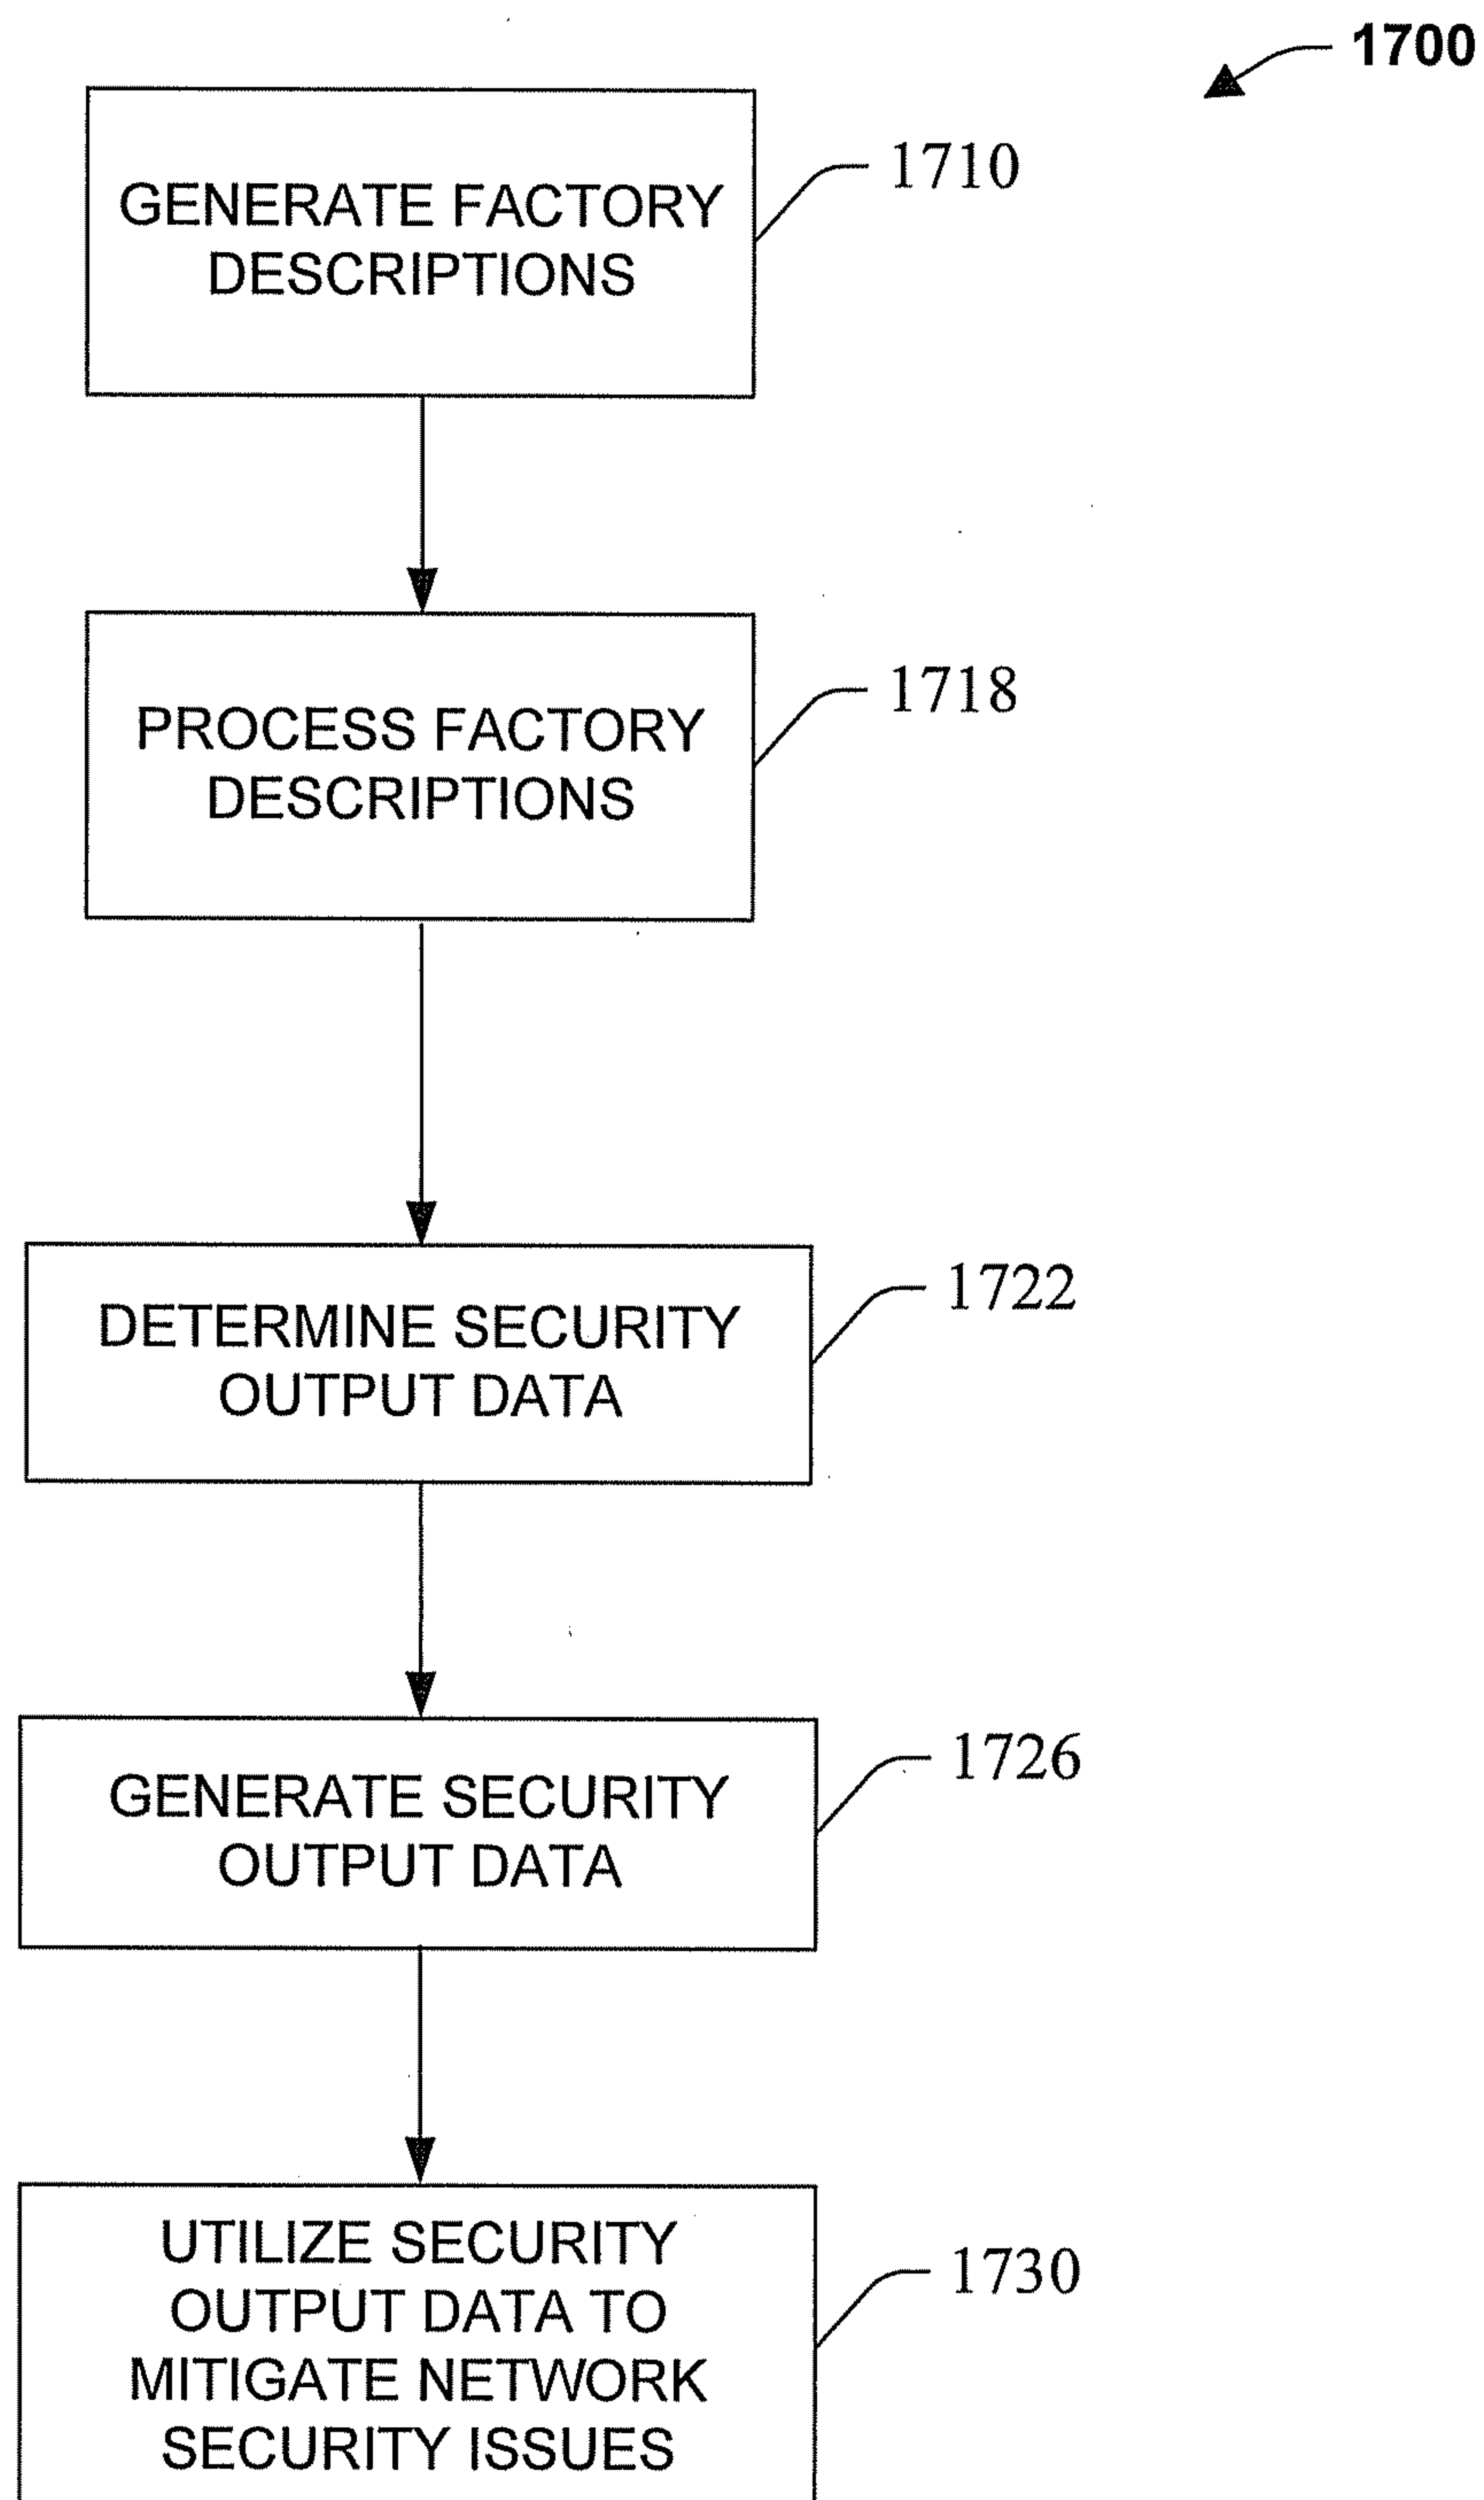 1700
GENERATE FACTORY
DESCRIPTIONS
1710
PROCESS FACTORY
DESCRIPTIONS
1718
DETERMINE SECURITY
OUTPUT DATA
1722
GENERATE SECURITY
OUTPUT DATA
1726
UTILIZE SECURITY
OUTPUT DATA TO
MITIGATE NETWORK
SECURITY ISSUES
1730